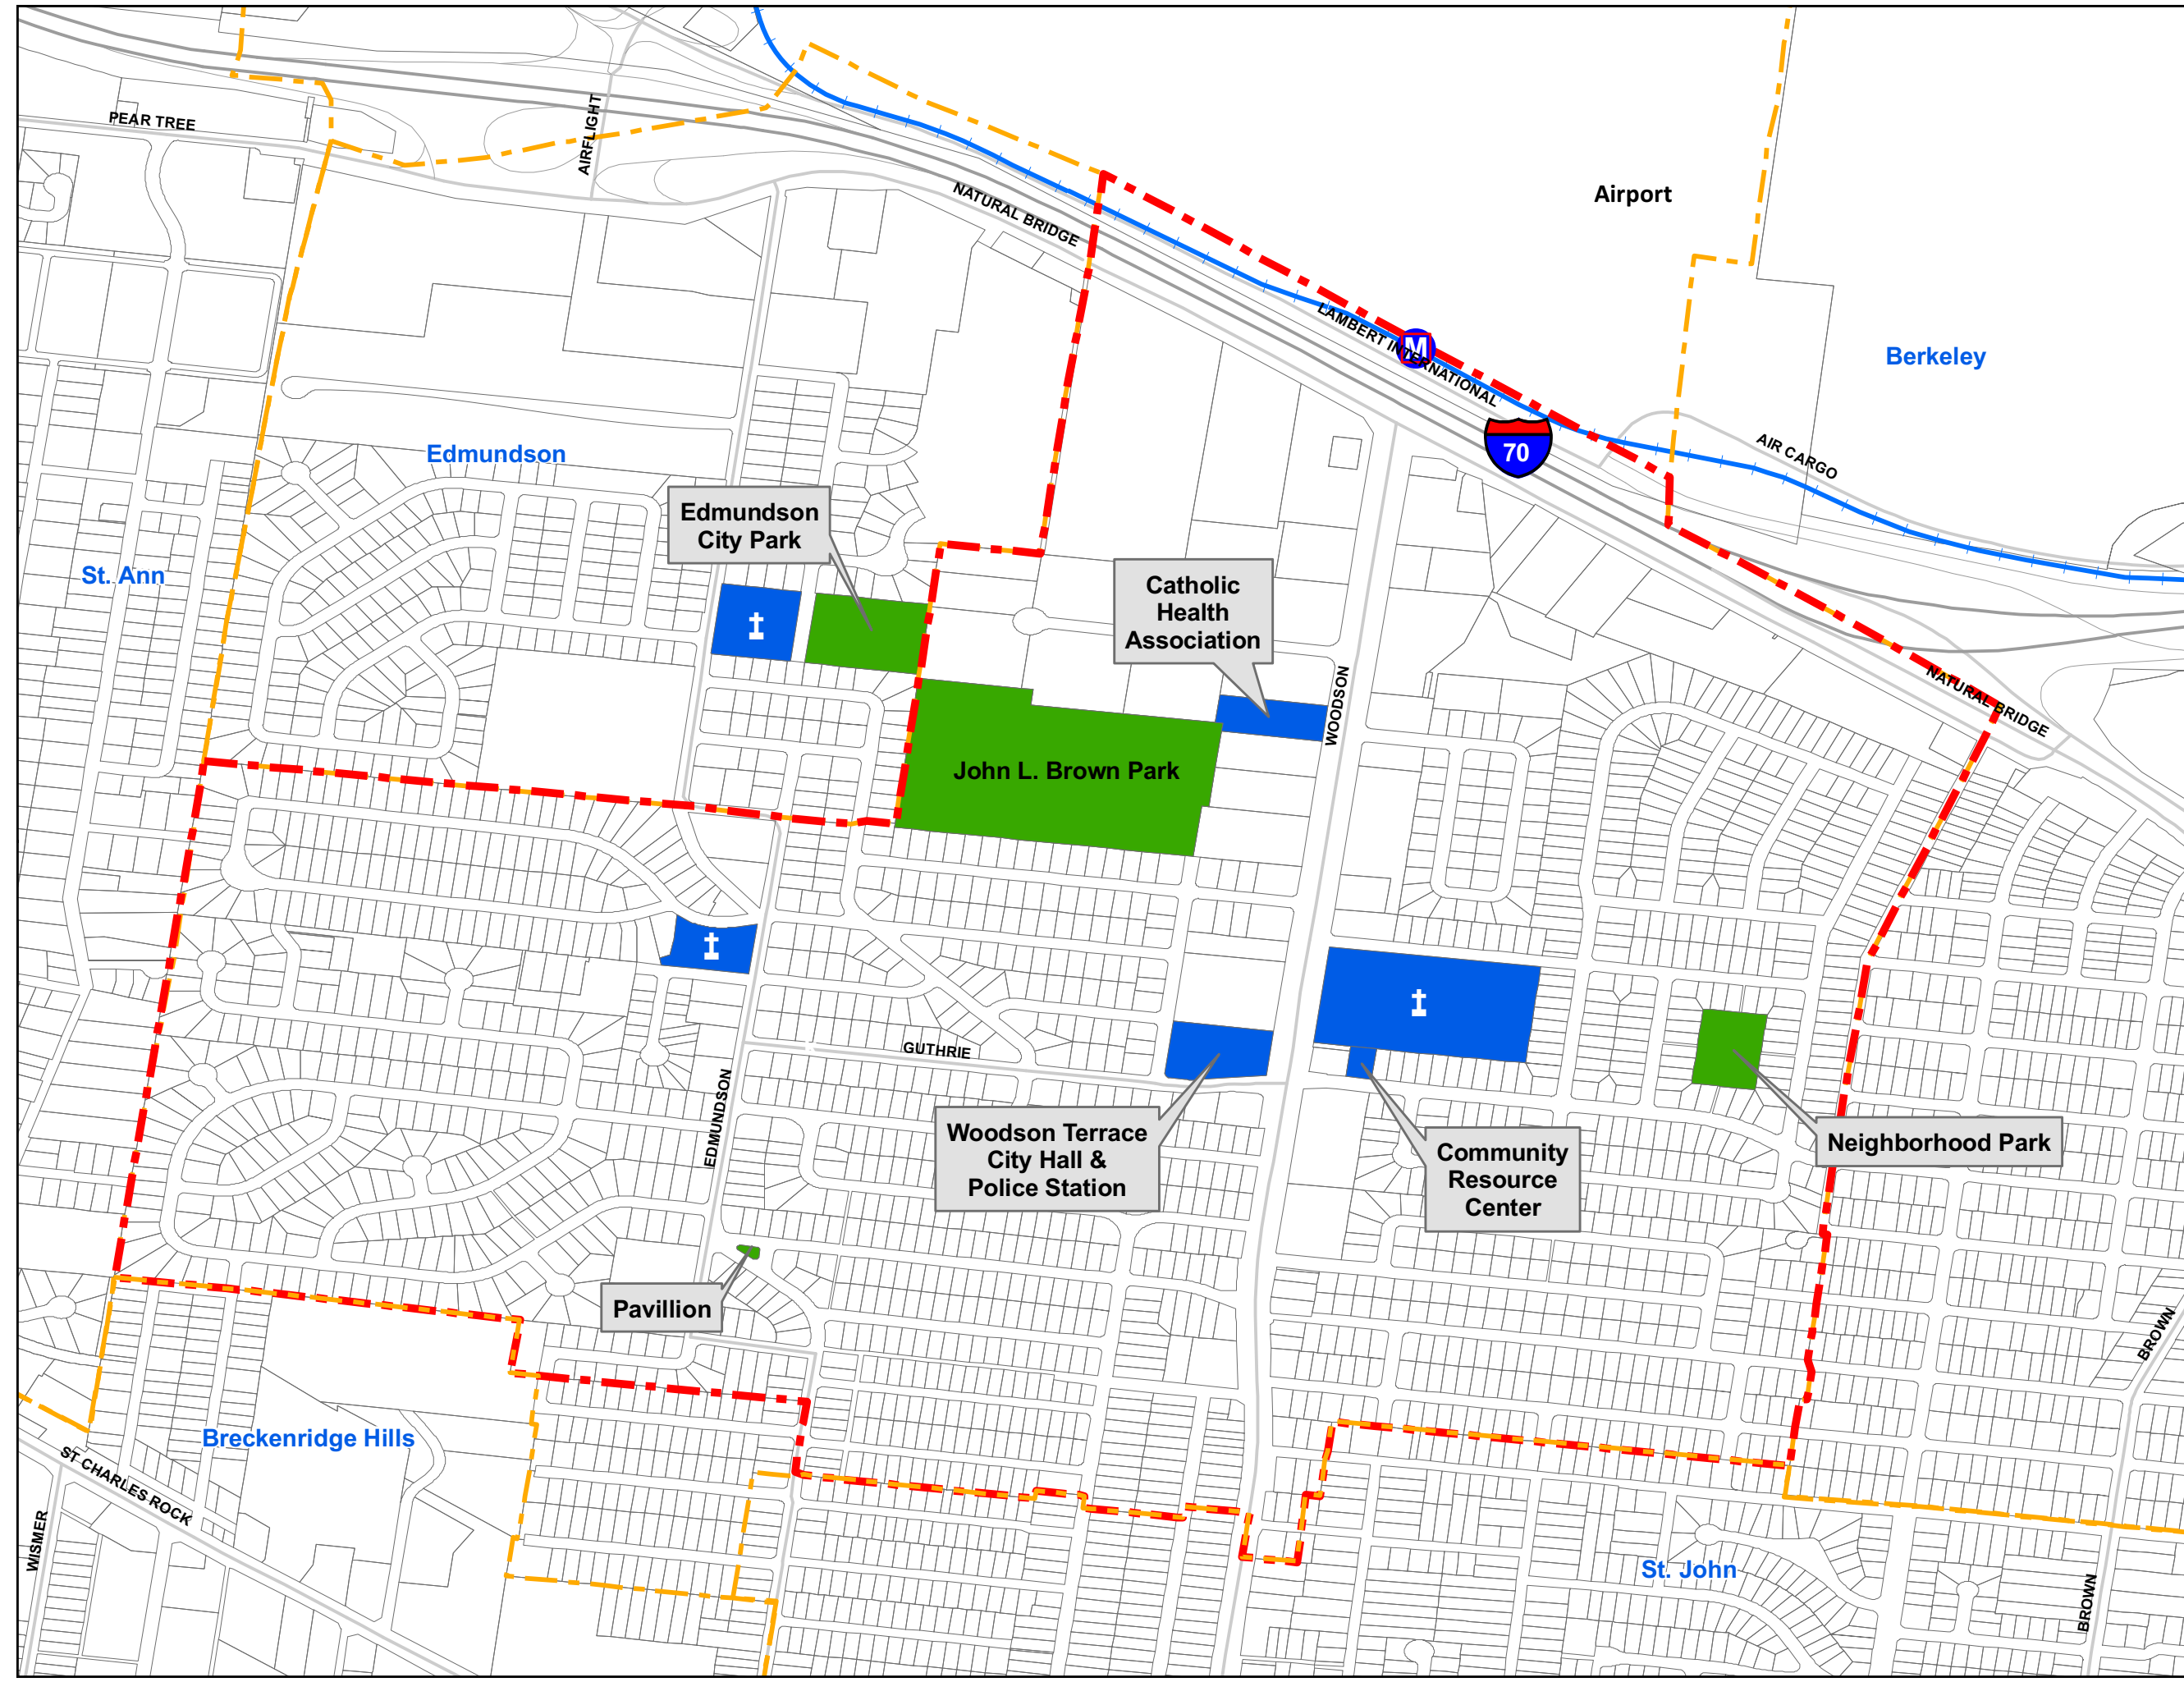 PEAR TREE
AIRFLIGHT
NATURAL BRIDGE
Airport
LAMBERT INTERNATIONAL
M
Berkeley
70
AIR CARGO
Edmundson
Edmundson
City Park
St. Ann
Catholic
Health
Association
WOODSON
NATURAL BRIDGE
John L. Brown Park
GUTHRIE
EDMUNDSON
Woodson Terrace
City Hall &
Police Station
Community
Resource
Center
Neighborhood Park
Pavillion
BROWN
Breckenridge Hills
ST CHARLES ROCK
WISMER
St. John
BROWN